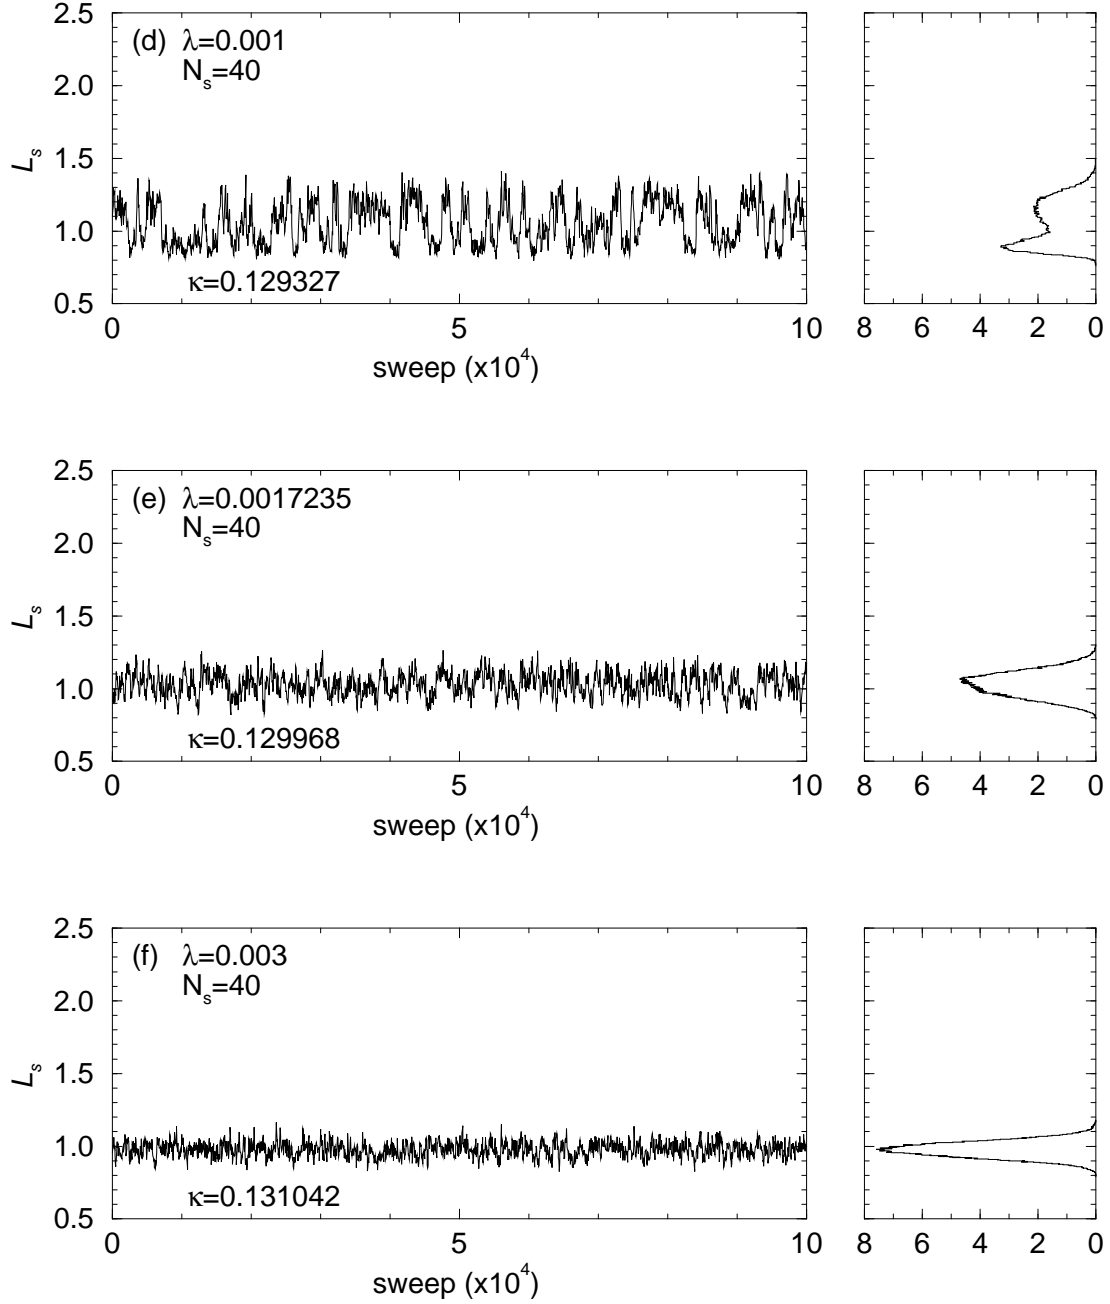 2.5
(d) λ=0.001
N_s=40
2.0
1.5
L_s
1.0
κ=0.129327
0.5
0 5 10 8 6 4 2 0
sweep (x10^4)
2.5
(e) λ=0.0017235
N_s=40
2.0
1.5
L_s
1.0
κ=0.129968
0.5
0 5 10 8 6 4 2 0
sweep (x10^4)
2.5
(f) λ=0.003
N_s=40
2.0
1.5
L_s
1.0
κ=0.131042
0.5
0 5 10 8 6 4 2 0
sweep (x10^4)